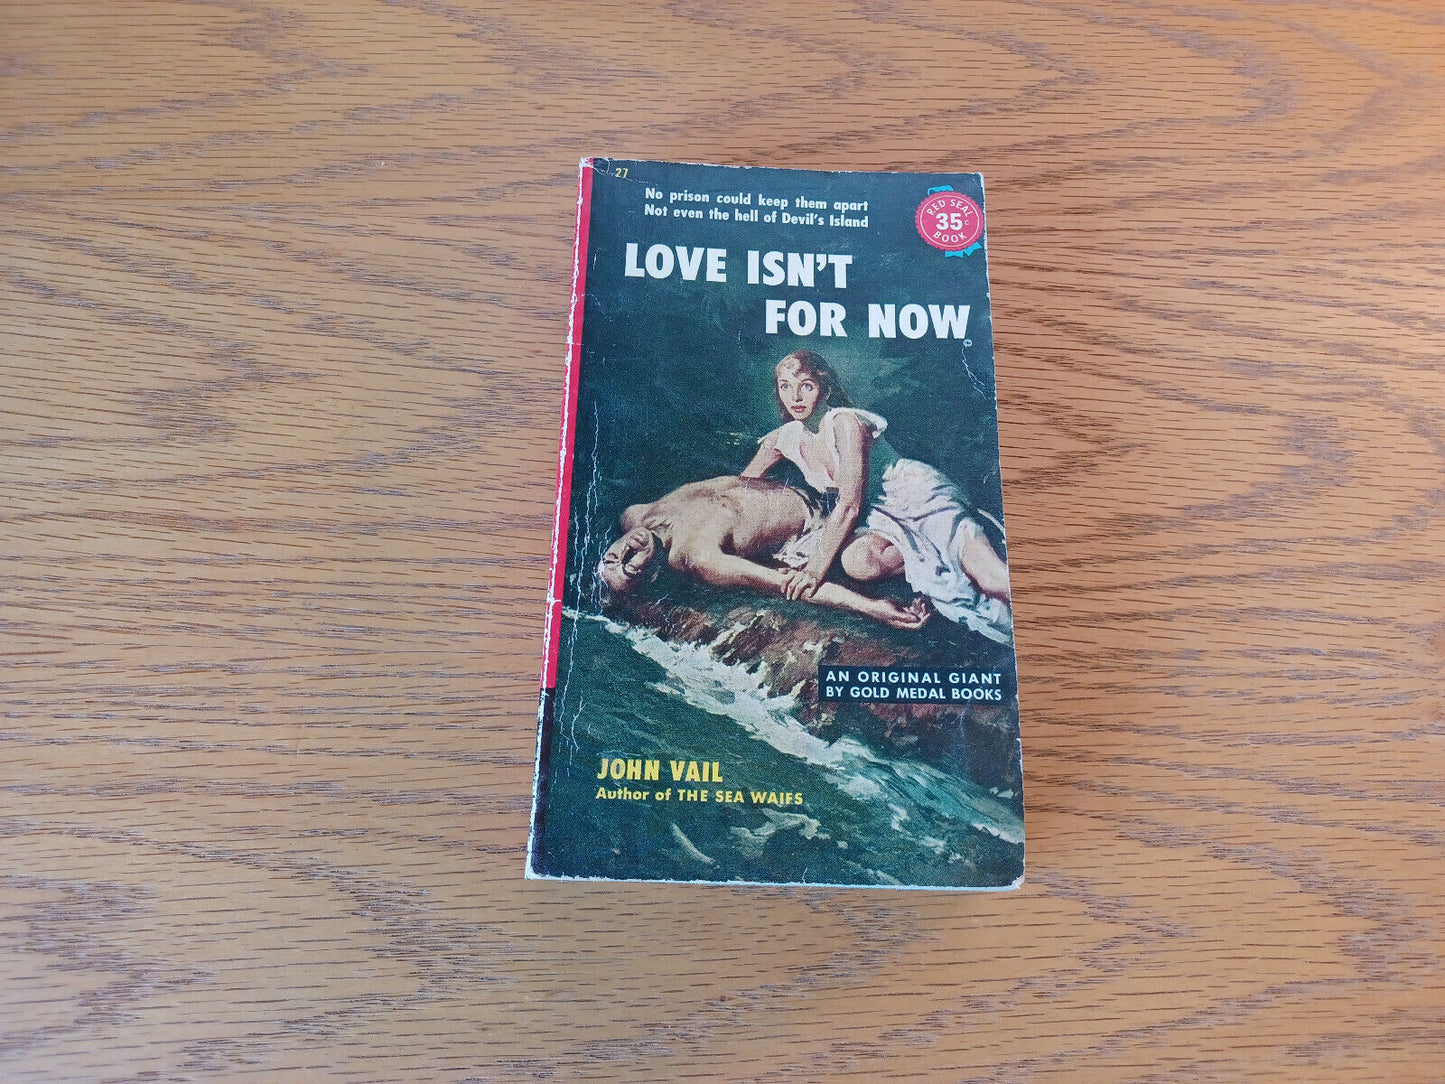 27
No prison could keep them apart
Not even the hell of Devil's Island
RED SEAL
35c
BOOK
LOVE ISN'T
FOR NOW
AN ORIGINAL GIANT
BY GOLD MEDAL BOOKS
JOHN VAIL
Author of THE SEA WAIFS